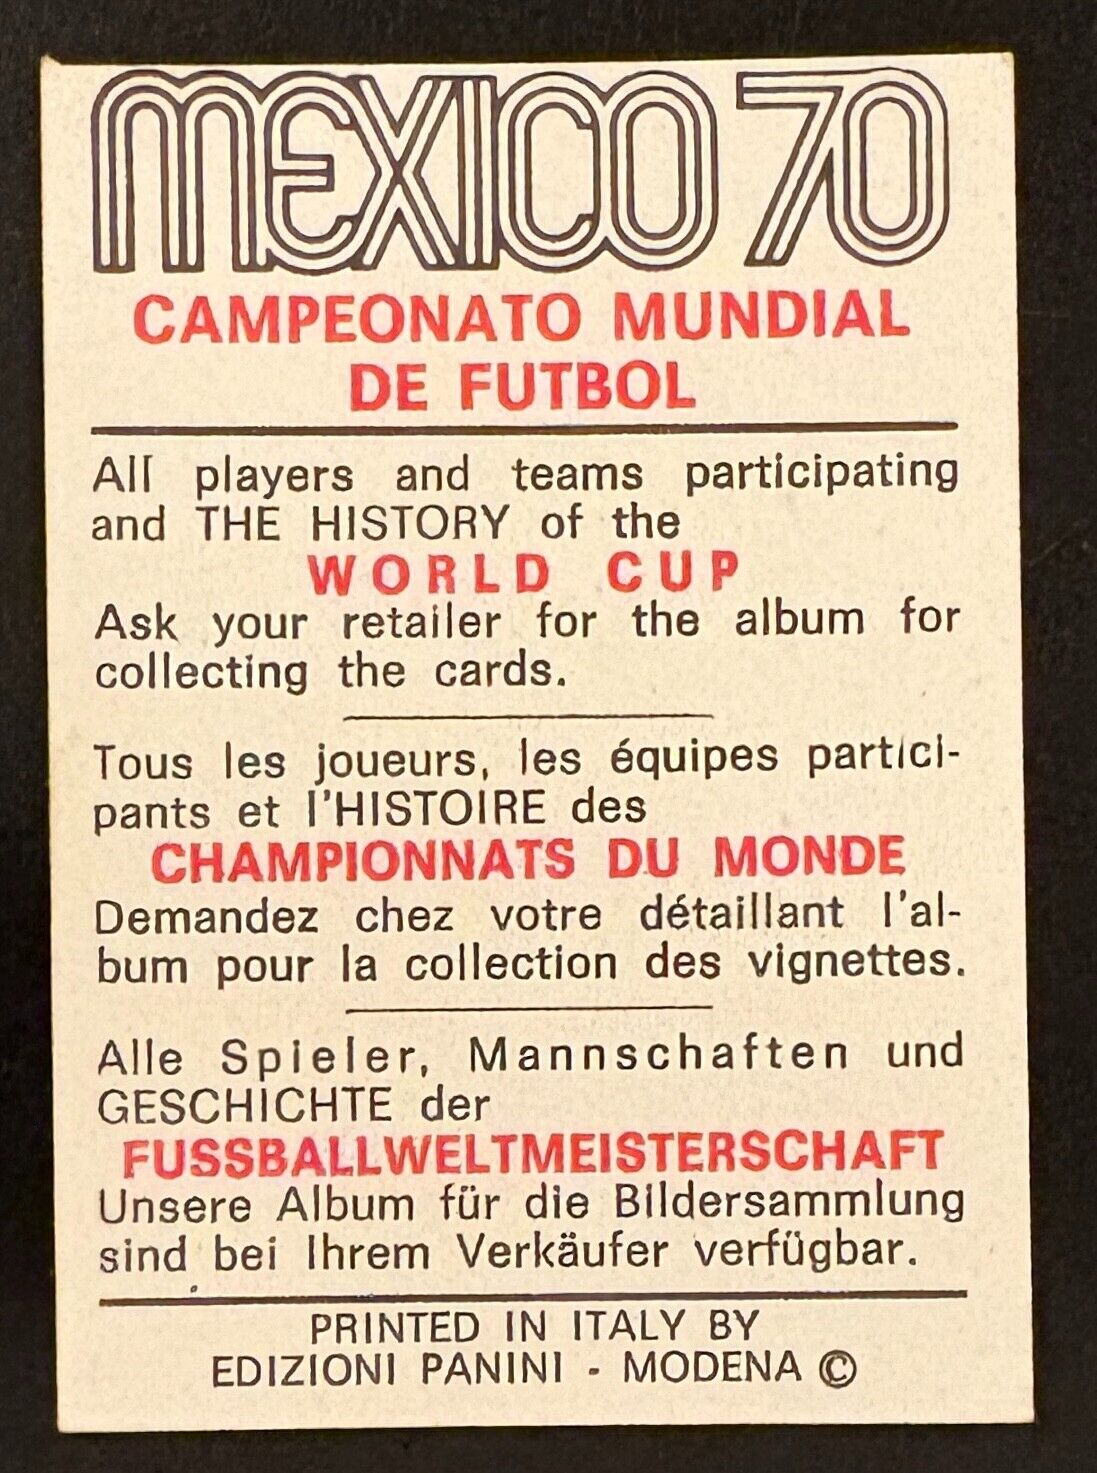 MEXICO 70
CAMPEONATO MUNDIAL
DE FUTBOL
All players and teams participating
and THE HISTORY of the
WORLD CUP
Ask your retailer for the album for
collecting the cards.
Tous les joueurs, les équipes partici-
pants et l'HISTOIRE des
CHAMPIONNATS DU MONDE
Demandez chez votre détaillant l'al-
bum pour la collection des vignettes.
Alle Spieler, Mannschaften und
GESCHICHTE der
FUSSBALLWELTMEISTERSCHAFT
Unsere Album für die Bildersammlung
sind bei Ihrem Verkäufer verfügbar.
PRINTED IN ITALY BY
EDIZIONI PANINI - MODENA ©